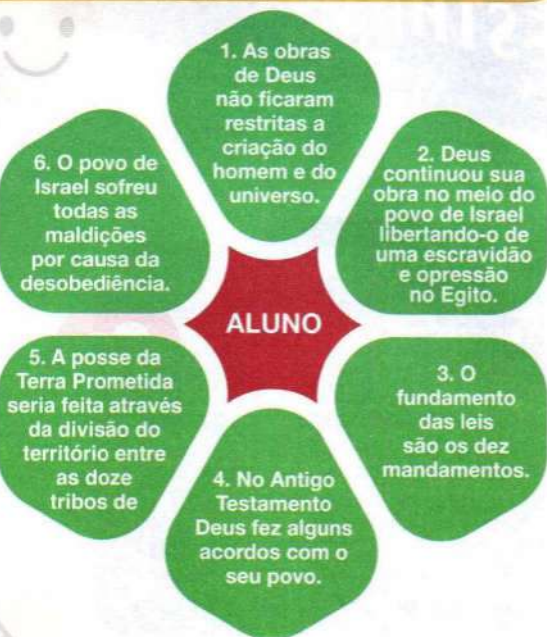 1. As obras
de Deus
não ficaram
restritas a
criação do
homem e do
universo.
2. Deus
continuou sua
obra no meio do
povo de Israel
libertando-o de
uma escravidão
e opressão
no Egito.
3. O
fundamento
das leis
são os dez
mandamentos.
4. No Antigo
Testamento
Deus fez alguns
acordos com o
seu povo.
5. A posse da
Terra Prometida
seria feita através
da divisão do
território entre
as doze
tribos de
6. O povo de
Israel sofreu
todas as
maldições
por causa da
desobediência.
ALUNO